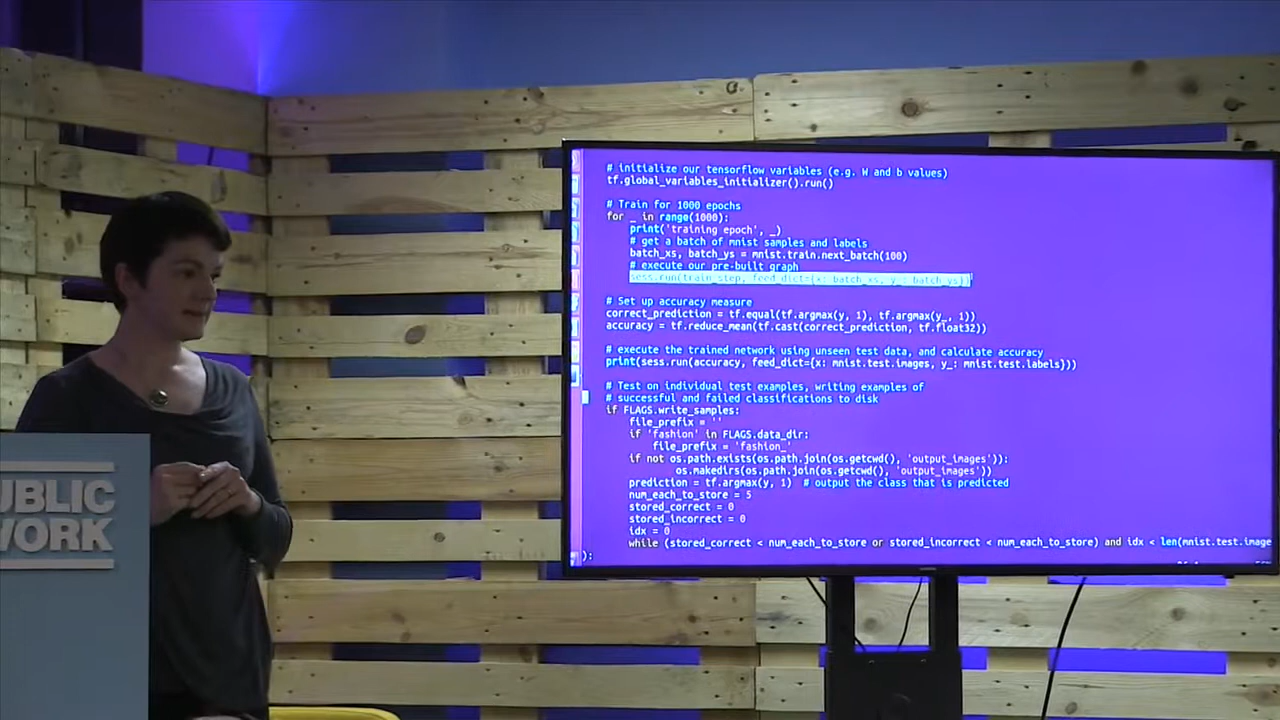 # initialize our tensorflow variables (e.g. W and b values)
tf.global_variables_initializer().run()
# Train for 1000 epochs
for _ in range(1000):
print('training epoch', _)
# get a batch of mnist samples and labels
batch_xs, batch_ys = mnist.train.next_batch(100)
# execute our pre-built graph
sess.run(train_step, feed_dict={x: batch_xs, y_: batch_ys})
# Set up accuracy measure
correct_prediction = tf.equal(tf.argmax(y, 1), tf.argmax(y_, 1))
accuracy = tf.reduce_mean(tf.cast(correct_prediction, tf.float32))
# execute the trained network using unseen test data, and calculate accuracy
print(sess.run(accuracy, feed_dict={x: mnist.test.images, y_: mnist.test.labels}))
# Test on individual test examples, writing examples of
# successful and failed classifications to disk
if FLAGS.write_samples:
file_prefix = ''
if 'fashion' in FLAGS.data_dir:
file_prefix = 'fashion_'
if not os.path.exists(os.path.join(os.getcwd(), 'output_images')):
os.makedirs(os.path.join(os.getcwd(), 'output_images'))
prediction = tf.argmax(y, 1) # output the class that is predicted
num_each_to_store = 5
stored_correct = 0
stored_incorrect = 0
idx = 0
while (stored_correct < num_each_to_store or stored_incorrect < num_each_to_store) and idx < len(mnist.test.image
):
UBLIC
WORK